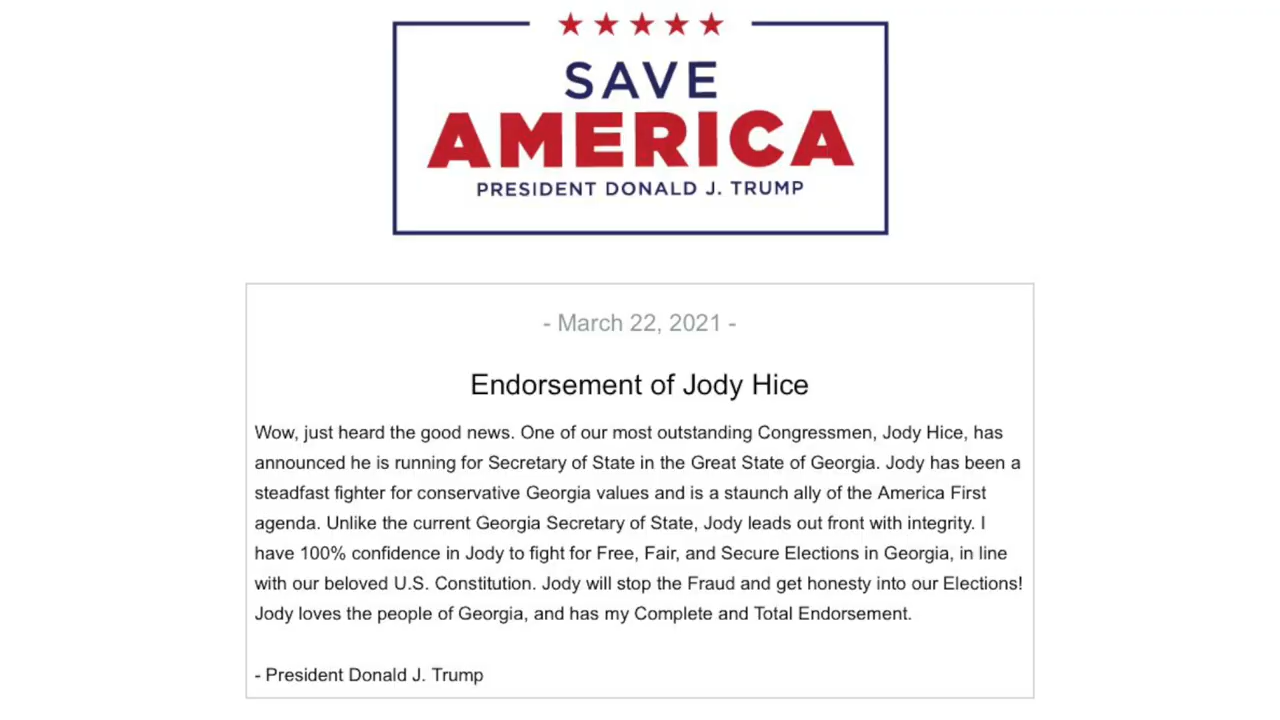 SAVE
AMERICA
PRESIDENT DONALD J. TRUMP
- March 22, 2021 -
Endorsement of Jody Hice
Wow, just heard the good news. One of our most outstanding Congressmen, Jody Hice, has
announced he is running for Secretary of State in the Great State of Georgia. Jody has been a
steadfast fighter for conservative Georgia values and is a staunch ally of the America First
agenda. Unlike the current Georgia Secretary of State, Jody leads out front with integrity. I
have 100% confidence in Jody to fight for Free, Fair, and Secure Elections in Georgia, in line
with our beloved U.S. Constitution. Jody will stop the Fraud and get honesty into our Elections!
Jody loves the people of Georgia, and has my Complete and Total Endorsement.
- President Donald J. Trump